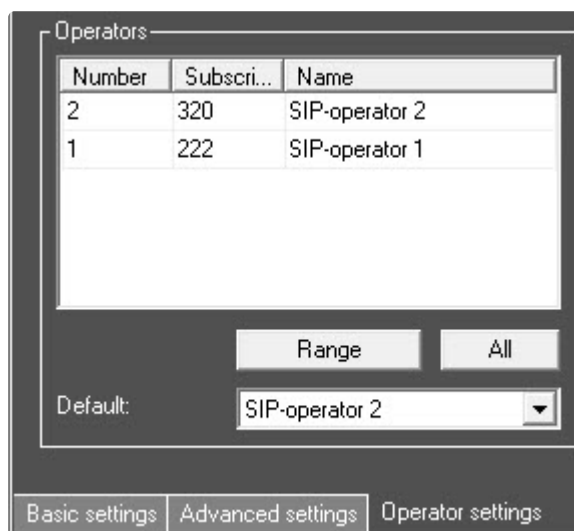 Operators
Number Subscri... Name
2 320 SIP-operator 2
1 222 SIP-operator 1
Range All
Default: SIP-operator 2
Basic settings Advanced settings Operator settings